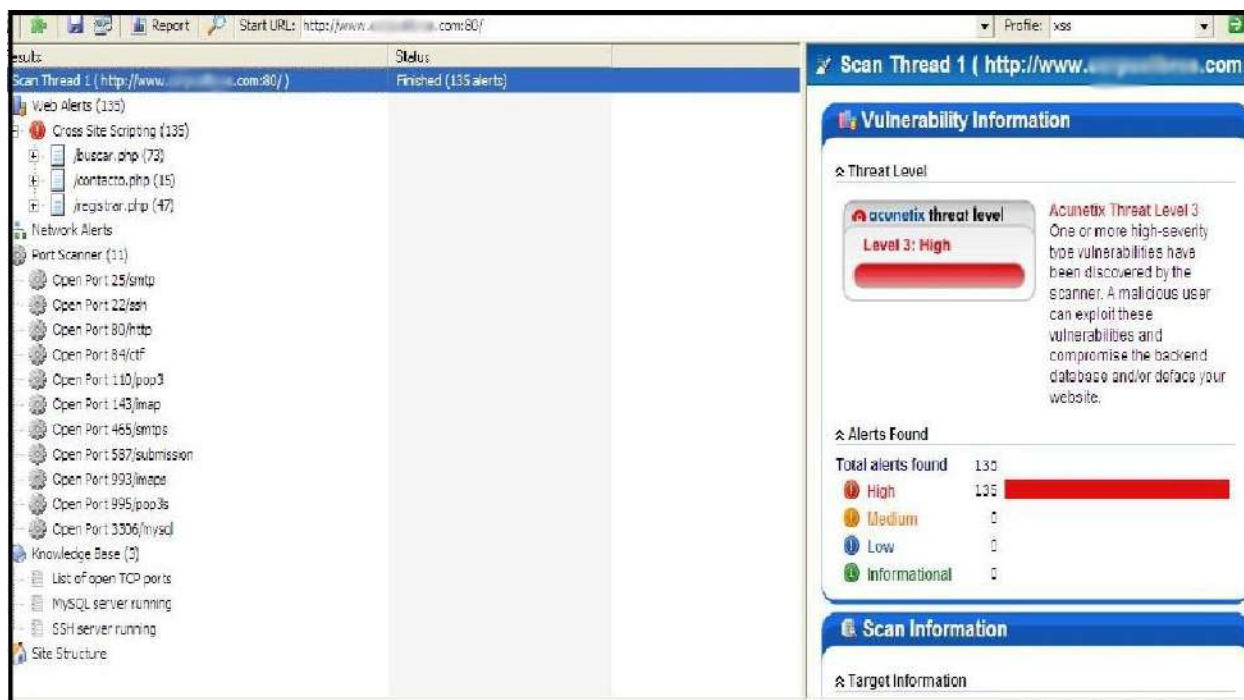 Report Start URL: http://www. .com:80/ Profile: xss
esults Status
Scan Thread 1 ( http://www. .com:80/ ) Finished (135 alerts)
Web Alerts (135)
Cross Site Scripting (135)
/buscar.php (73)
/contacto.php (15)
/registrar.php (47)
Network Alerts
Port Scanner (11)
Open Port 25/smtp
Open Port 22/ssh
Open Port 80/http
Open Port 84/ctf
Open Port 110/pop3
Open Port 143/imap
Open Port 465/smtps
Open Port 587/submission
Open Port 993/imaps
Open Port 995/pop3s
Open Port 3306/mysql
Knowledge Base (3)
List of open TCP ports
MySQL server running
SSH server running
Site Structure
Scan Thread 1 ( http://www. .com
Vulnerability Information
Threat Level
acunetix threat level
Level 3: High
Acunetix Threat Level 3
One or more high-severity
type vulnerabilities have
been discovered by the
scanner. A malicious user
can exploit these
vulnerabilities and
compromise the backend
database and/or deface your
website.
Alerts Found
Total alerts found 135
High 135
Medium 0
Low 0
Informational 0
Scan Information
Target Information